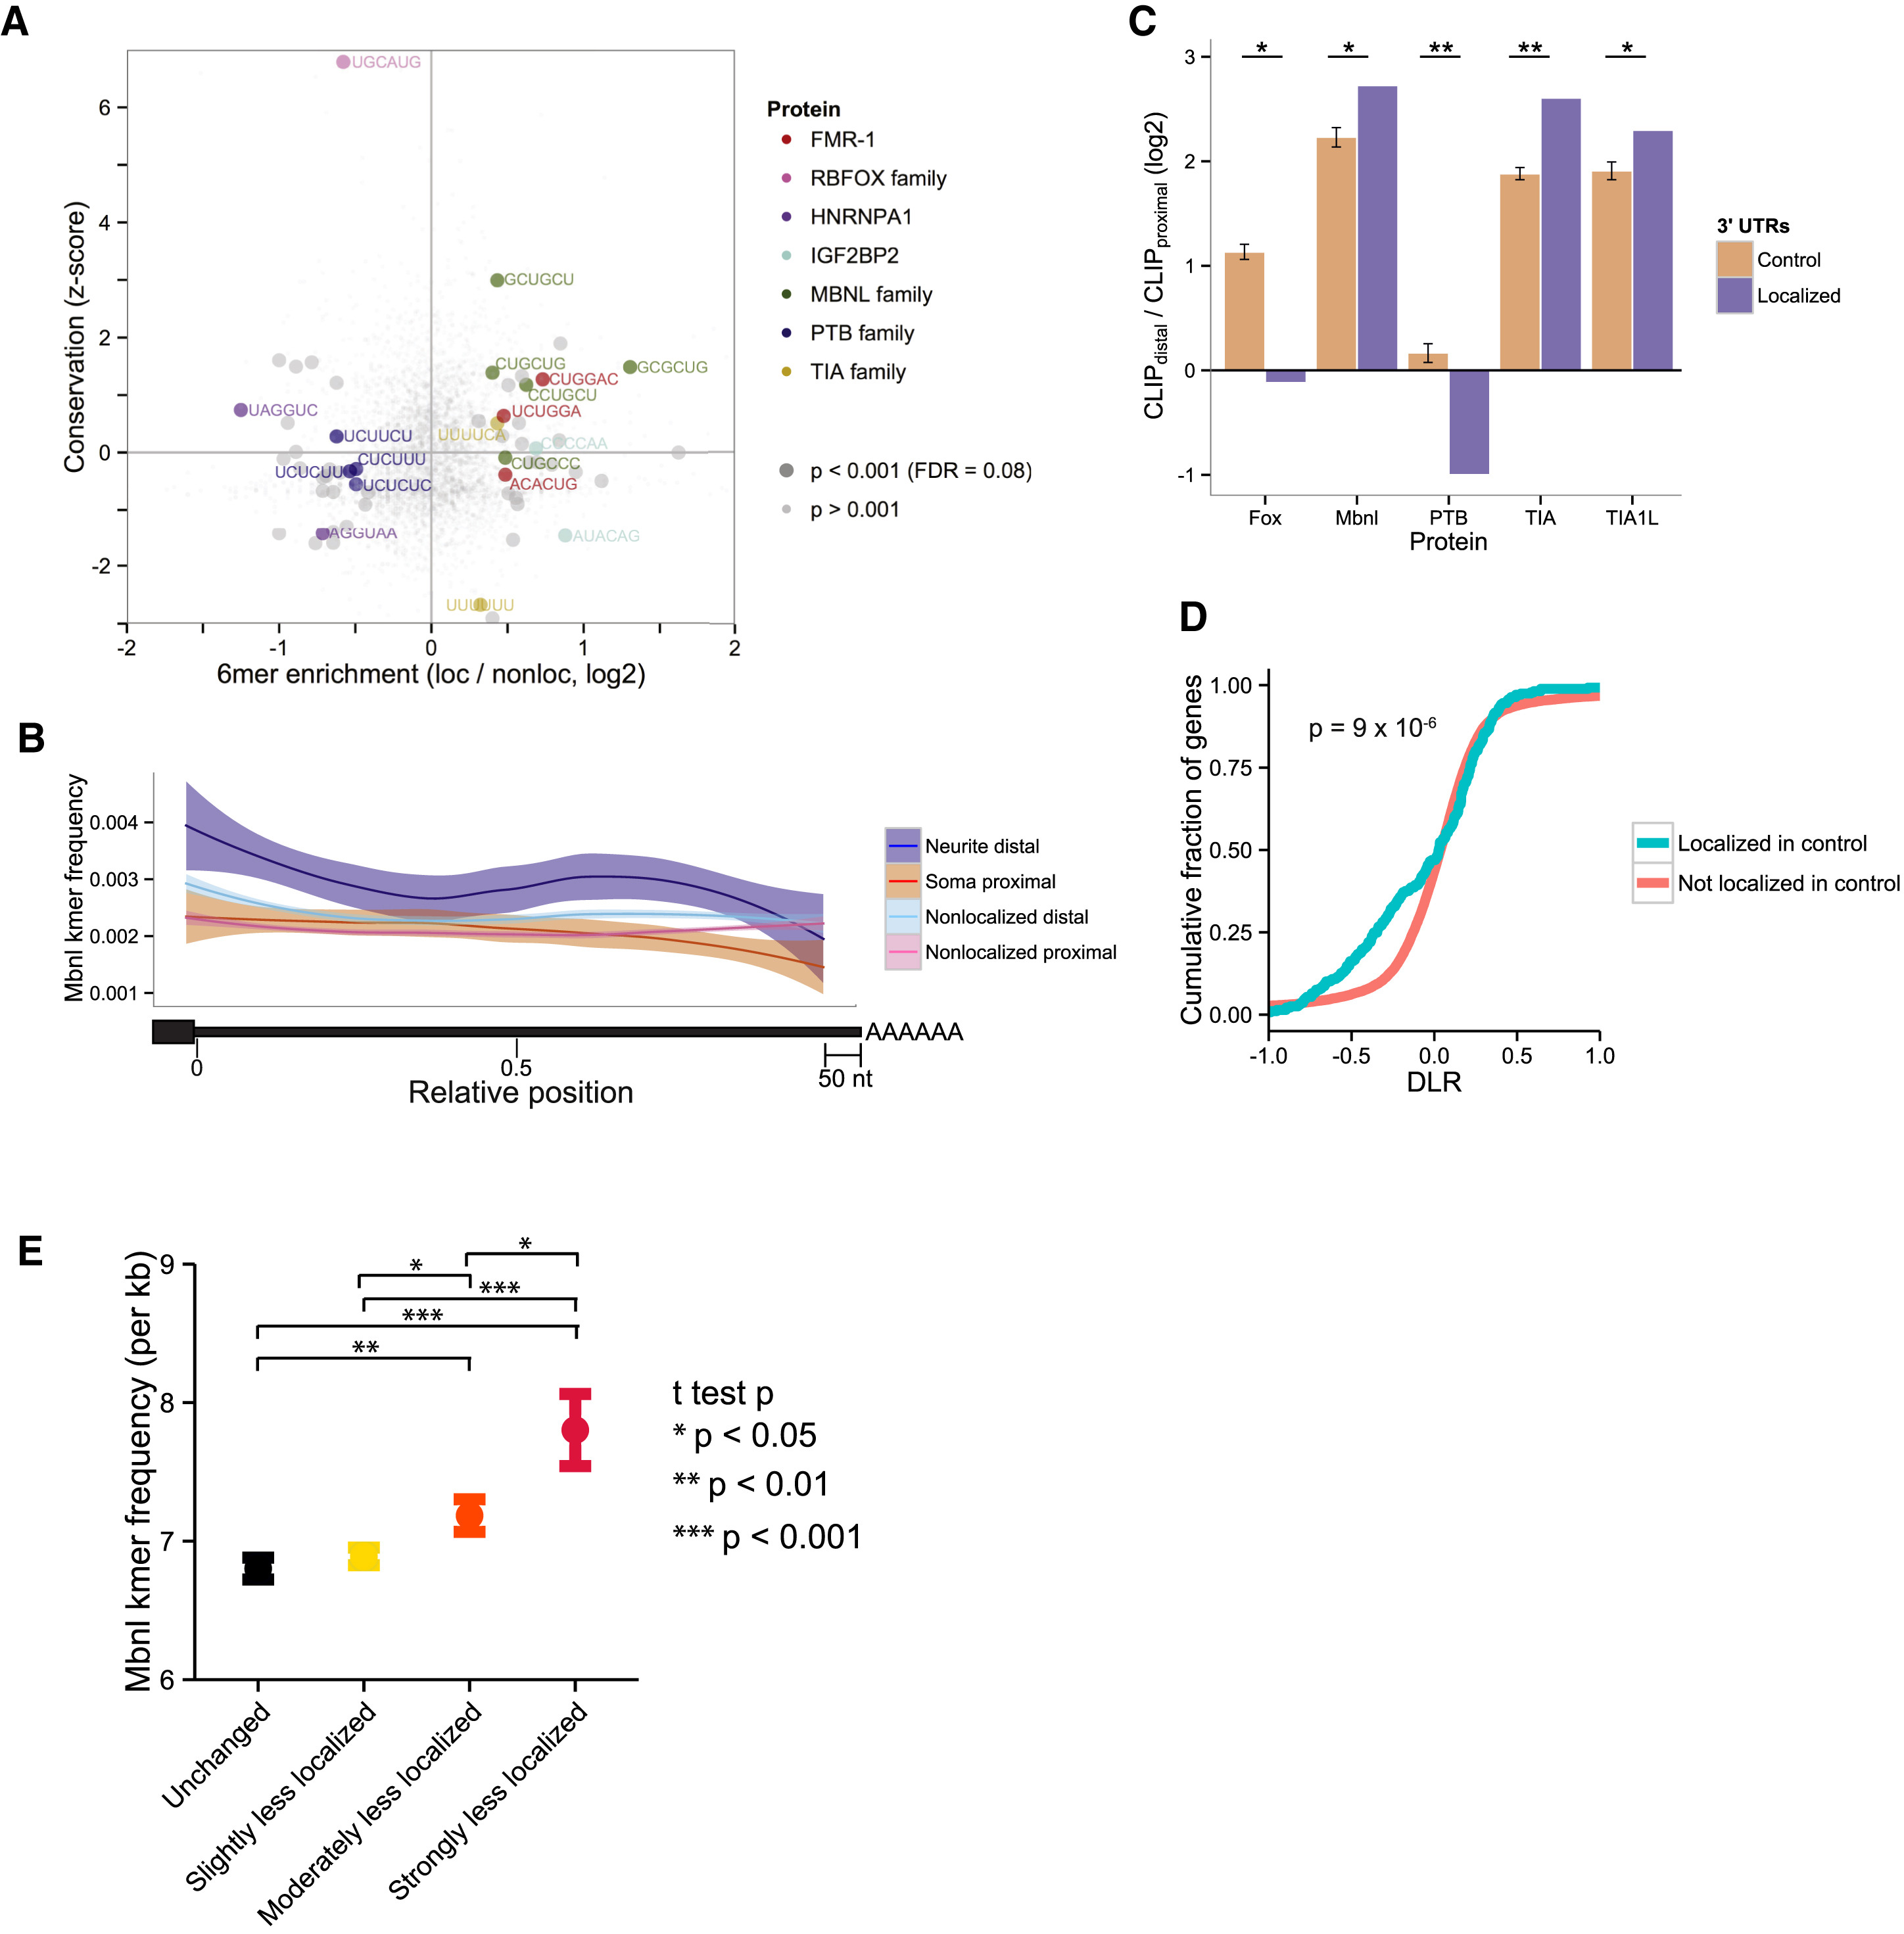 A
Conservation (z-score)
6
4
2
0
-2
-2
-1
0
1
2
6mer enrichment (loc / nonloc, log2)
UGCAUG
GCUGCU
CUGCUG
GCGCUG
CUGGAC
CCUGCU
UAGGUC
UCUGGA
UCUUCU
UUUUCA
CUCUUU
UCUCUU
CUGCCC
UCUCUC
ACACUG
AGGUAA
AUACAG
UUUUUU
Protein
FMR-1
RBFOX family
HNRNPA1
IGF2BP2
MBNL family
PTB family
TIA family
p < 0.001 (FDR = 0.08)
p > 0.001
B
Mbnl kmer frequency
0.004
0.003
0.002
0.001
Neurite distal
Soma proximal
Nonlocalized distal
Nonlocalized proximal
AAAAAA
0
0.5
50 nt
Relative position
C
CLIPdistal / CLIPproximal (log2)
3
2
1
0
-1
* * ** ** *
Fox Mbnl PTB TIA TIA1L
Protein
3' UTRs
Control
Localized
D
Cumulative fraction of genes
1.00
0.75
0.50
0.25
0.00
p = 9 x 10-6
-1.0 -0.5 0.0 0.5 1.0
DLR
Localized in control
Not localized in control
E
Mbnl kmer frequency (per kb)
9
8
7
6
*
*
***
***
**
t test p
* p < 0.05
** p < 0.01
*** p < 0.001
Unchanged
Slightly less localized
Moderately less localized
Strongly less localized